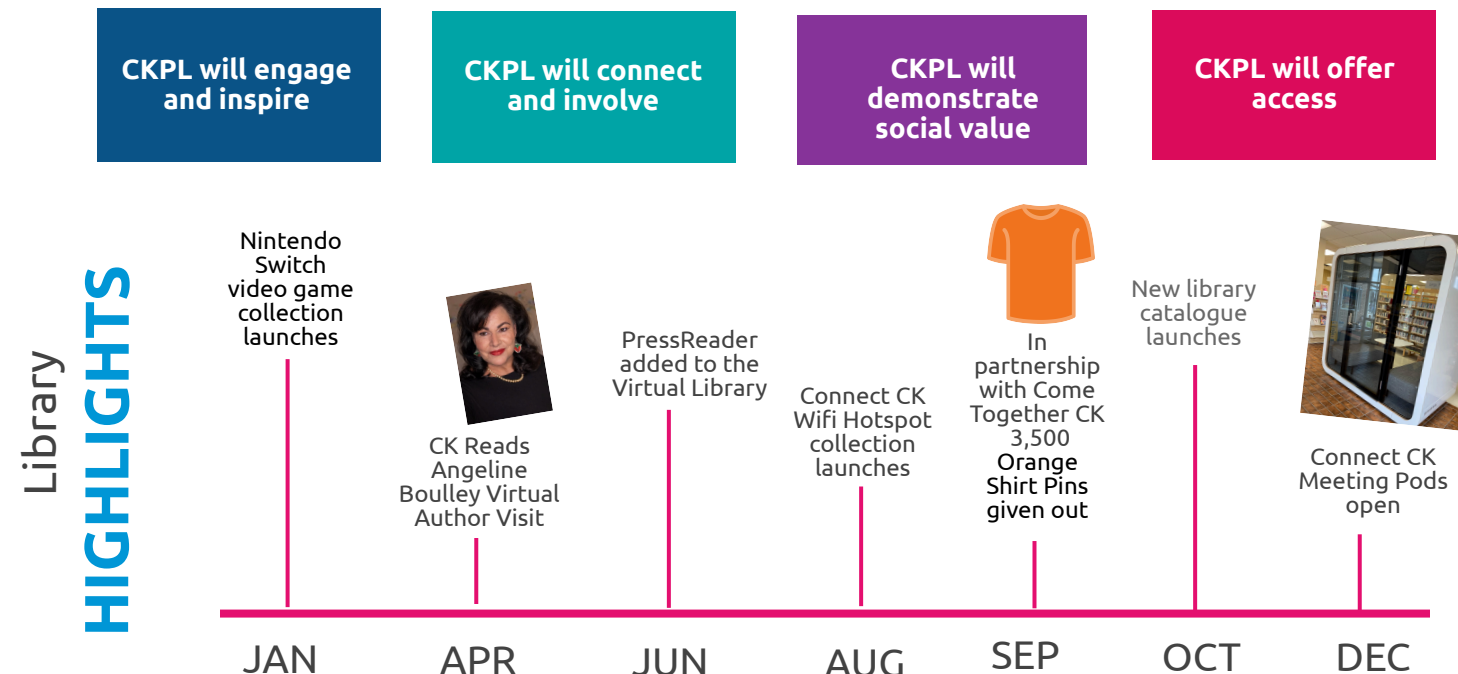 CKPL will engage
and inspire
CKPL will connect
and involve
CKPL will
demonstrate
social value
CKPL will offer
access
Library
HIGHLIGHTS
Nintendo
Switch
video game
collection
launches
CK Reads
Angeline
Boulley Virtual
Author Visit
PressReader
added to the
Virtual Library
Connect CK
Wifi Hotspot
collection
launches
In
partnership
with Come
Together CK
3,500
Orange
Shirt Pins
given out
New library
catalogue
launches
Connect CK
Meeting Pods
open
JAN
APR
JUN
AUG
SEP
OCT
DEC